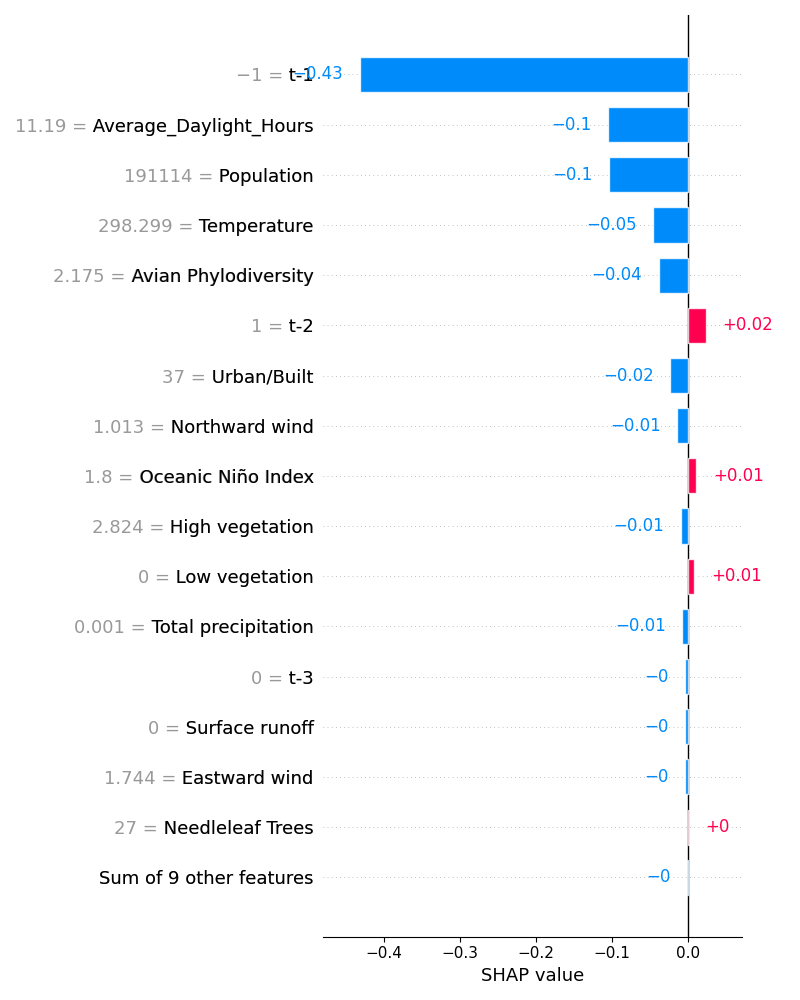 −1 = t-1 −0.43
11.19 = Average_Daylight_Hours −0.1
191114 = Population −0.1
298.299 = Temperature −0.05
2.175 = Avian Phylodiversity −0.04
1 = t-2 +0.02
37 = Urban/Built −0.02
1.013 = Northward wind −0.01
1.8 = Oceanic Niño Index +0.01
2.824 = High vegetation −0.01
0 = Low vegetation +0.01
0.001 = Total precipitation −0.01
0 = t-3 −0
0 = Surface runoff −0
1.744 = Eastward wind −0
27 = Needleleaf Trees +0
Sum of 9 other features −0
−0.4 −0.3 −0.2 −0.1 0.0
SHAP value